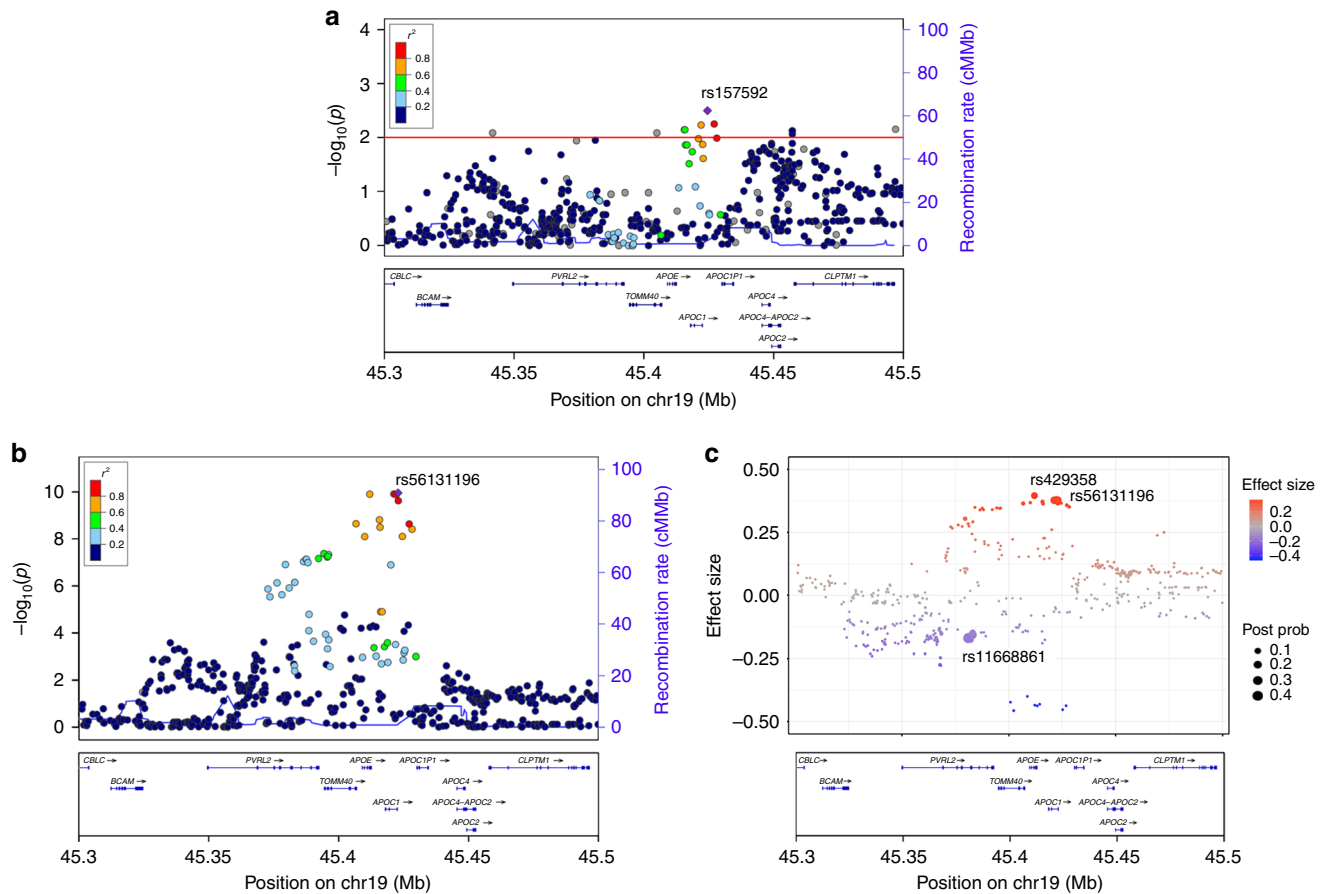 a
r²
0.8
0.6
0.4
0.2
rs157592
4
3
2
1
0
−log₁₀(p)
100
80
60
40
20
0
Recombination rate (cMMb)
CBLC →
PVRL2 →
APOE →
APOC1P1 →
CLPTM1 →
BCAM →
TOMM40 →
APOC4 →
APOC1 →
APOC4−APOC2 →
APOC2 →
45.3 45.35 45.4 45.45 45.5
Position on chr19 (Mb)
b
r²
0.8
0.6
0.4
0.2
rs56131196
10
8
6
4
2
0
−log₁₀(p)
100
80
60
40
20
0
Recombination rate (cMMb)
CBLC →
PVRL2 →
APOE →
APOC1P1 →
CLPTM1 →
BCAM →
TOMM40 →
APOC4 →
APOC1 →
APOC4−APOC2 →
APOC2 →
45.3 45.35 45.4 45.45 45.5
Position on chr19 (Mb)
c
0.50
0.25
0.00
−0.25
−0.50
Effect size
rs429358
rs56131196
rs11668861
Effect size
0.2
0.0
−0.2
−0.4
Post prob
0.1
0.2
0.3
0.4
CBLC →
PVRL2 →
APOE →
APOC1P1 →
CLPTM1 →
BCAM →
TOMM40 →
APOC4 →
APOC1 →
APOC4−APOC2 →
APOC2 →
45.3 45.35 45.4 45.45 45.5
Position on chr19 (Mb)